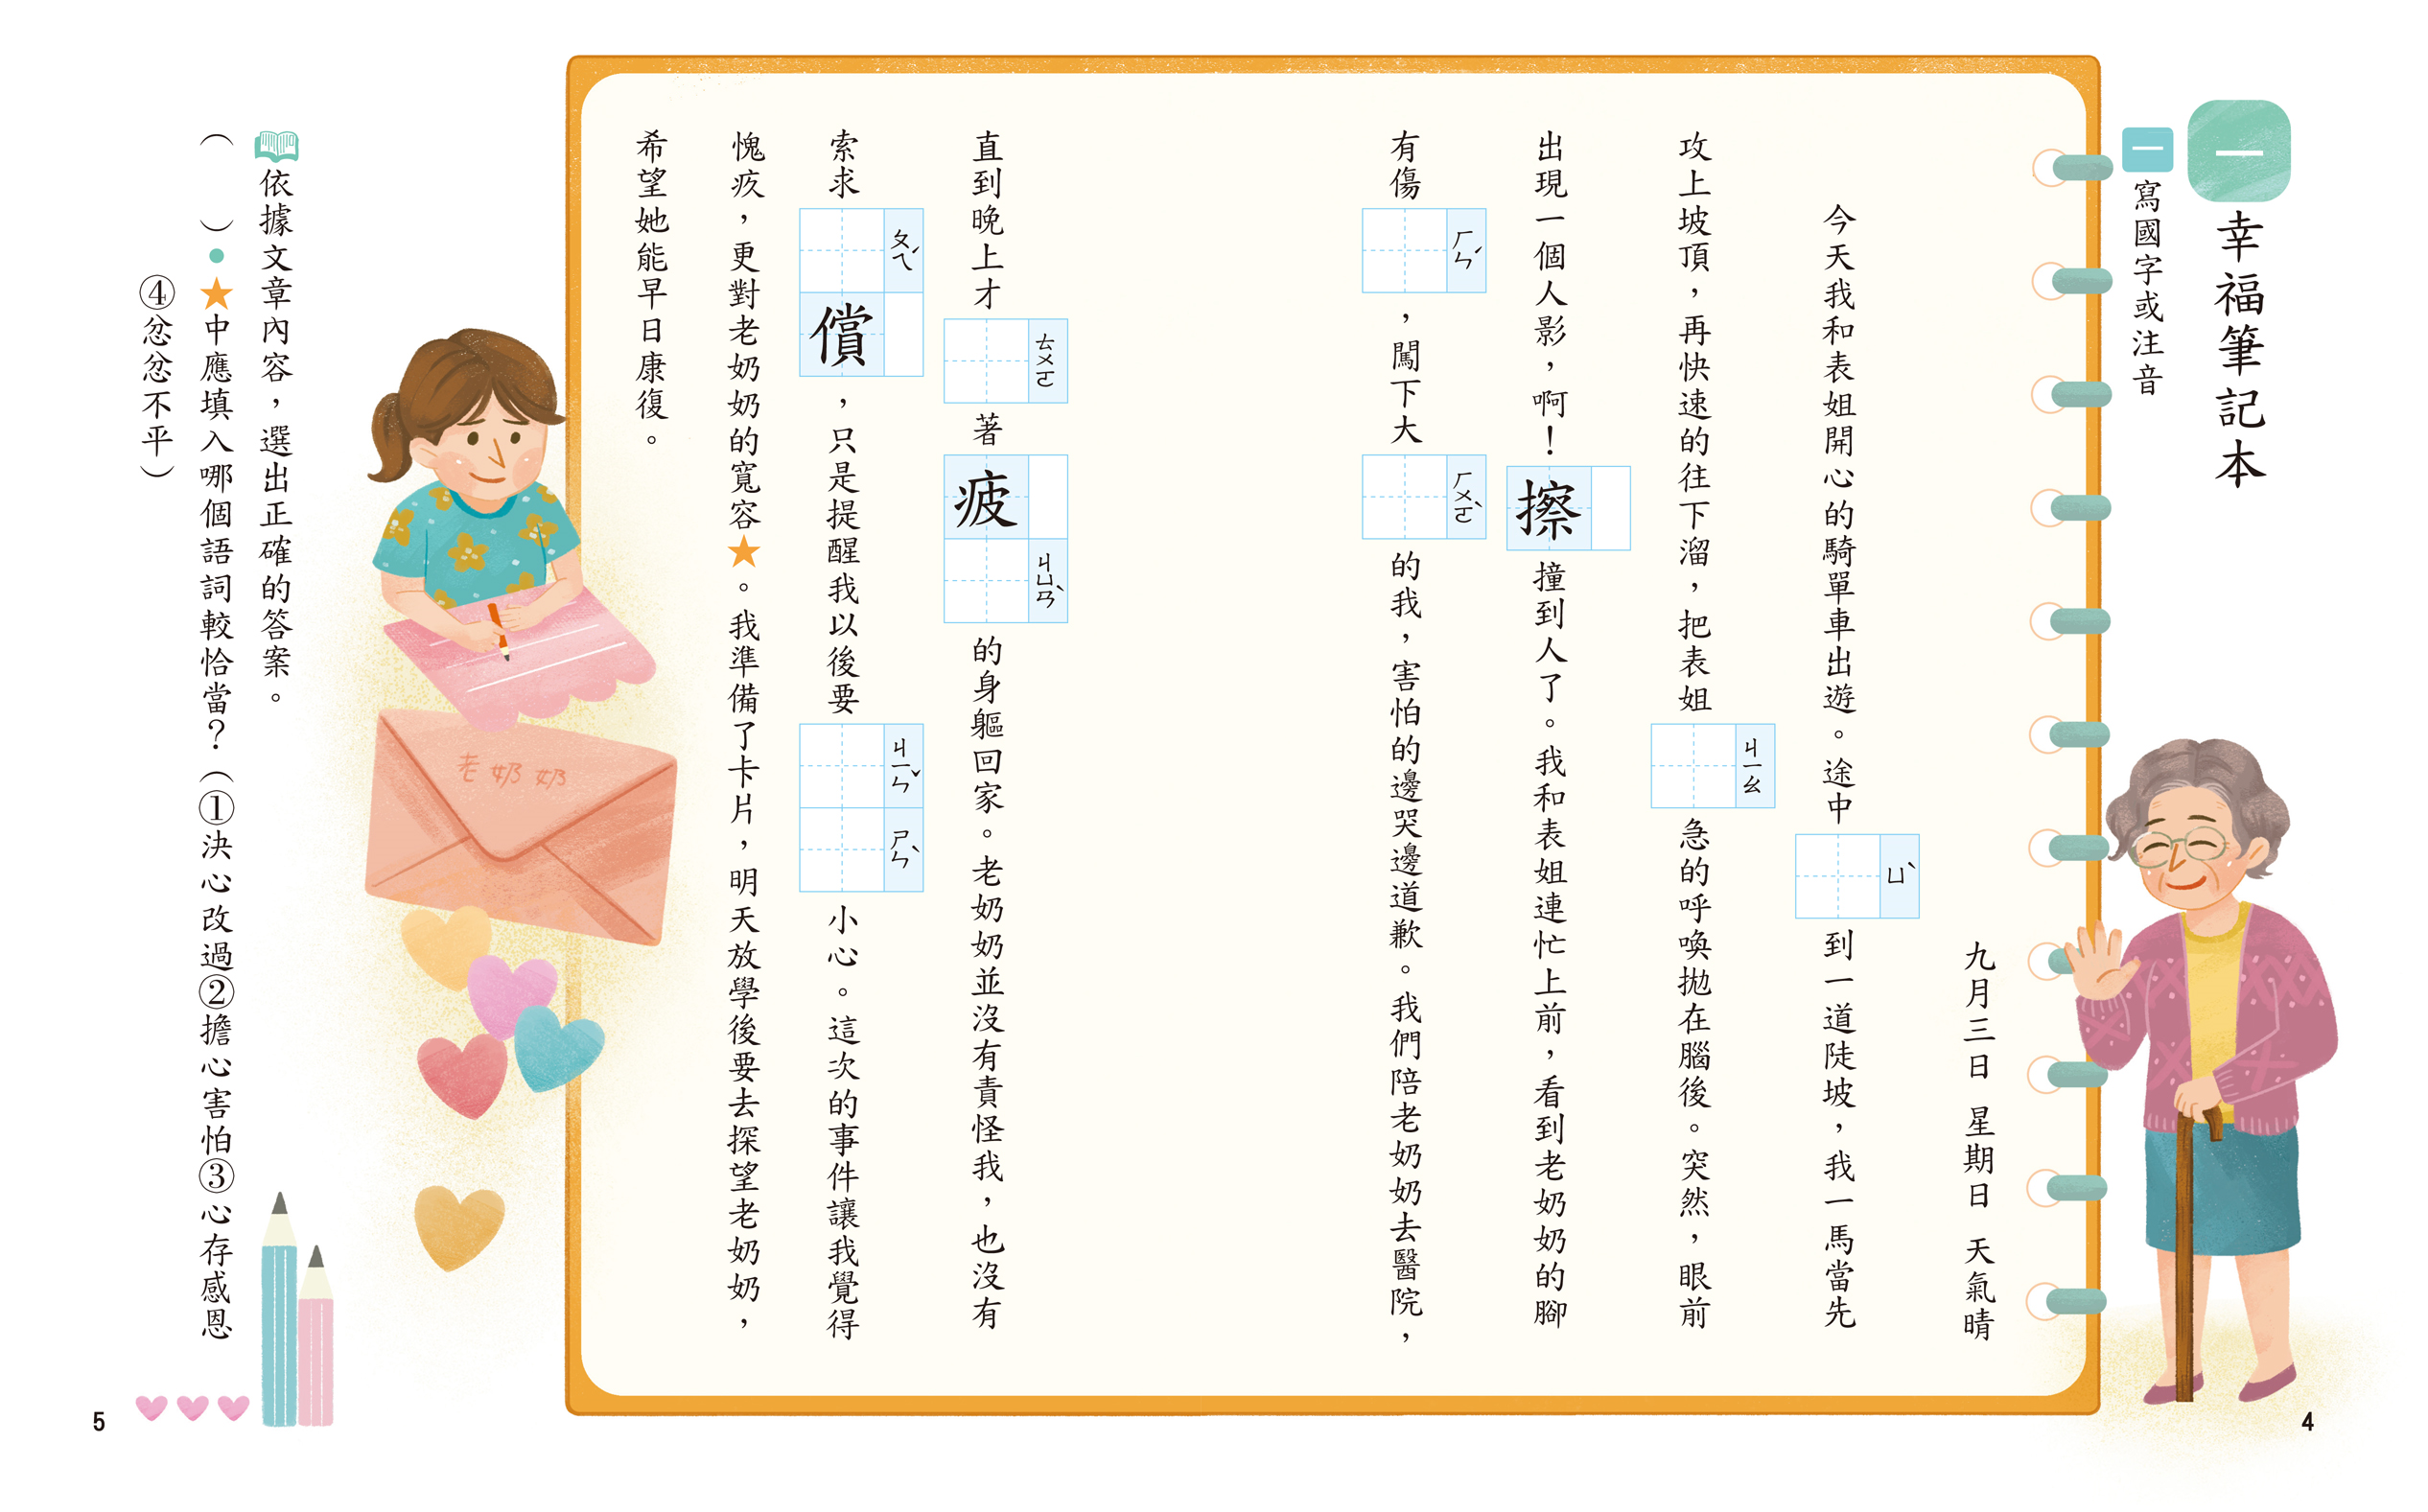 一 幸福筆記本
一 寫國字或注音
九月三日 星期日 天氣晴
今天我和表姐開心的騎單車出遊。途中ㄩˋ到一道陡坡，我一馬當先
攻上坡頂，再快速的往下溜，把表姐ㄐㄧㄠ急的呼喚拋在腦後。突然，眼前
出現一個人影，啊！擦撞到人了。我和表姐連忙上前，看到老奶奶的腳
有傷ㄏㄣˊ，闖下大ㄏㄨㄛˋ的我，害怕的邊哭邊道歉。我們陪老奶奶去醫院，
直到晚上才ㄊㄨㄛ著疲ㄐㄩㄢˋ的身軀回家。老奶奶並沒有責怪我，也沒有
索求ㄆㄟˊ償，只是提醒我以後要ㄐㄧㄣˇㄕㄣˋ小心。這次的事件讓我覺得
愧疚，更對老奶奶的寬容★。我準備了卡片，明天放學後要去探望老奶奶，
希望她能早日康復。
老奶奶
依據文章內容，選出正確的答案。
（ ）●★中應填入哪個語詞較恰當？（①決心改過②擔心害怕③心存感恩
④忿忿不平）
4
5